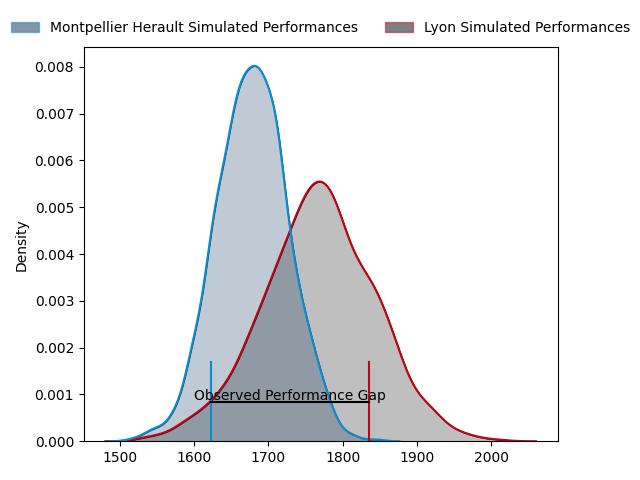 Montpellier Herault Simulated Performances Lyon Simulated Performances
0.008
0.007
0.006
0.005
Density
0.004
0.003
0.002
0.001
Observed Performance Gap
0.000
1500 1600 1700 1800 1900 2000